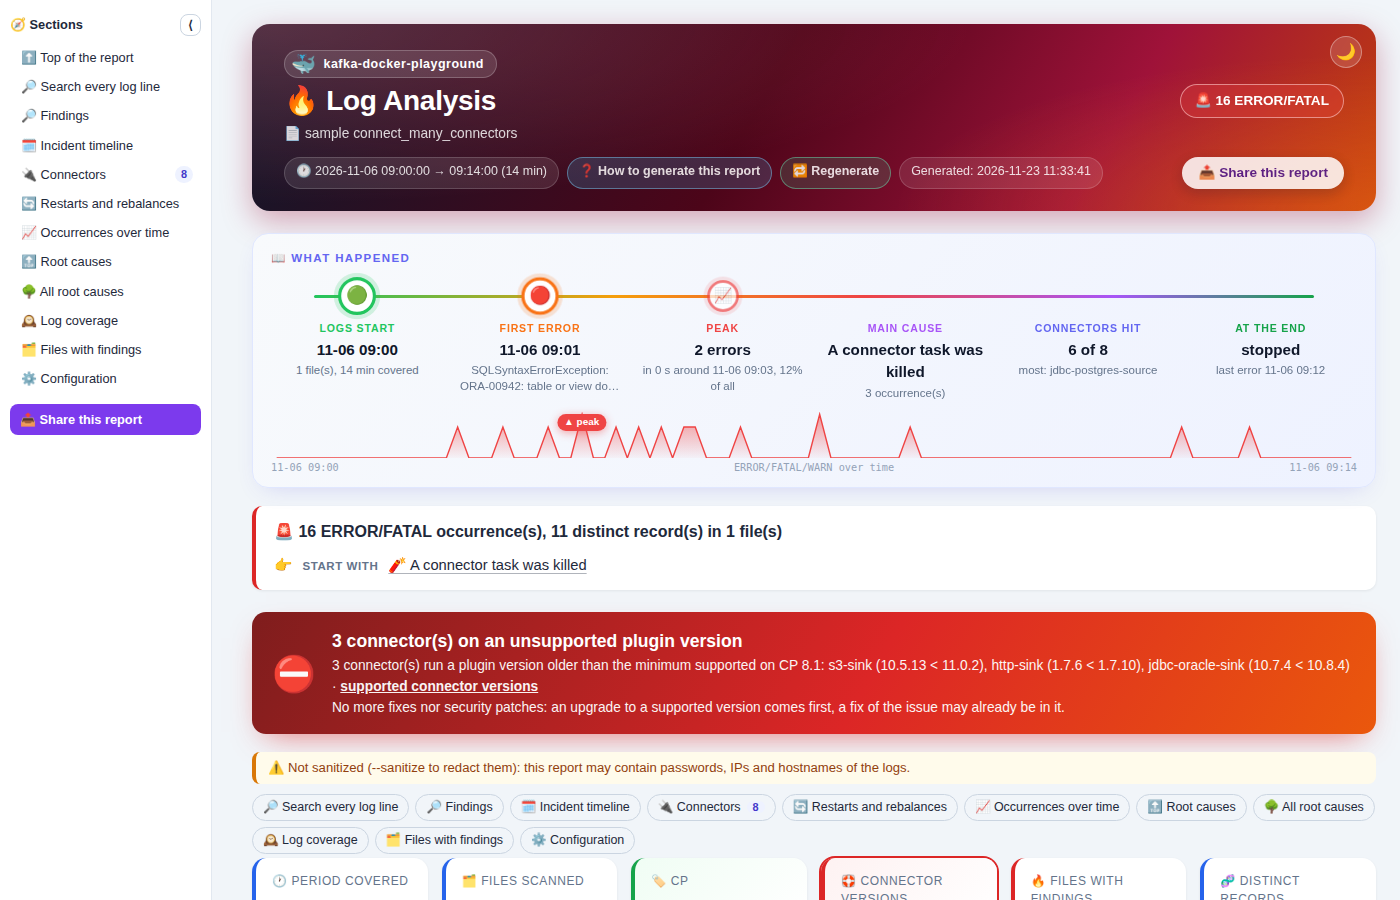 Sections
⟨
Top of the report
Search every log line
Findings
Incident timeline
Connectors 8
Restarts and rebalances
Occurrences over time
Root causes
All root causes
Log coverage
Files with findings
Configuration
Share this report
kafka-docker-playground
Log Analysis
16 ERROR/FATAL
sample connect_many_connectors
2026-11-06 09:00:00 → 09:14:00 (14 min)
How to generate this report
Regenerate
Generated: 2026-11-23 11:33:41
Share this report
WHAT HAPPENED
LOGS START
11-06 09:00
1 file(s), 14 min covered
FIRST ERROR
11-06 09:01
SQLSyntaxErrorException:
ORA-00942: table or view do…
PEAK
2 errors
in 0 s around 11-06 09:03, 12%
of all
MAIN CAUSE
A connector task was
killed
3 occurrence(s)
CONNECTORS HIT
6 of 8
most: jdbc-postgres-source
AT THE END
stopped
last error 11-06 09:12
▲ peak
11-06 09:00
ERROR/FATAL/WARN over time
11-06 09:14
16 ERROR/FATAL occurrence(s), 11 distinct record(s) in 1 file(s)
START WITH A connector task was killed
3 connector(s) on an unsupported plugin version
3 connector(s) run a plugin version older than the minimum supported on CP 8.1: s3-sink (10.5.13 < 11.0.2), http-sink (1.7.6 < 1.7.10), jdbc-oracle-sink (10.7.4 < 10.8.4)
· supported connector versions
No more fixes nor security patches: an upgrade to a supported version comes first, a fix of the issue may already be in it.
Not sanitized (--sanitize to redact them): this report may contain passwords, IPs and hostnames of the logs.
Search every log line
Findings
Incident timeline
Connectors 8
Restarts and rebalances
Occurrences over time
Root causes
All root causes
Log coverage
Files with findings
Configuration
PERIOD COVERED
FILES SCANNED
CP
CONNECTOR
VERSIONS
FILES WITH
FINDINGS
DISTINCT
RECORDS